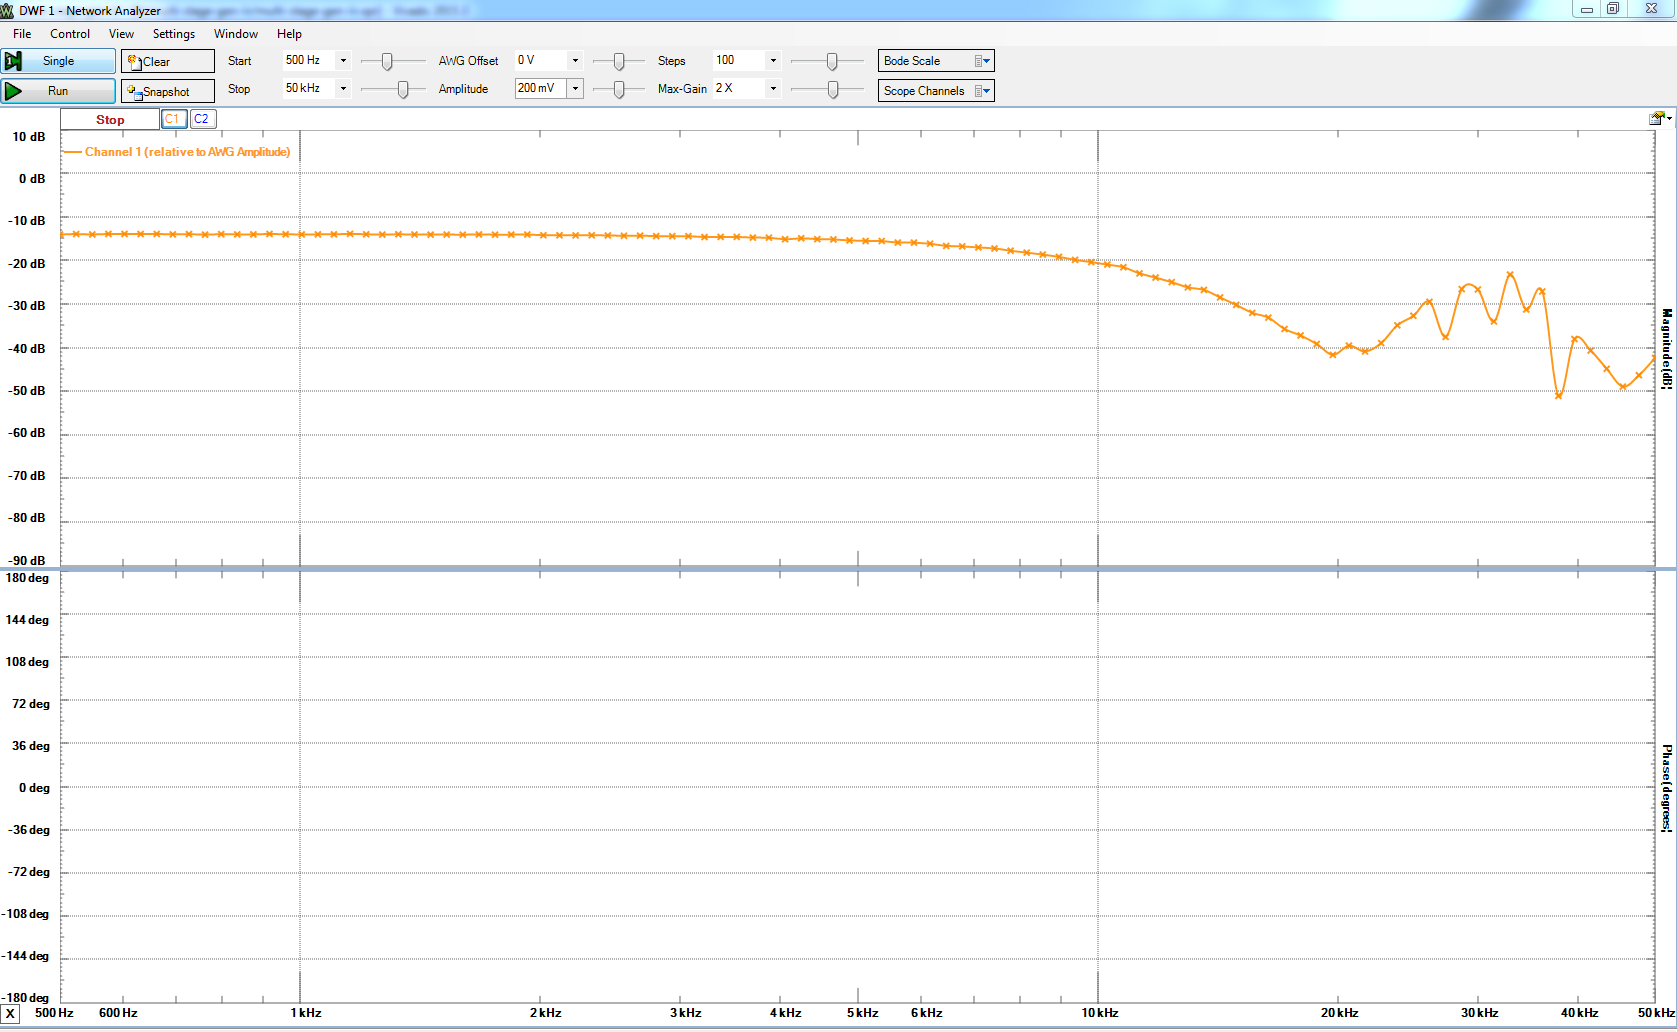 DWF 1 - Network Analyzer
File Control View Settings Window Help
Single Clear Start 500 Hz AWG Offset 0 V Steps 100 Bode Scale
Run Snapshot Stop 50 kHz Amplitude 200 mV Max-Gain 2 X Scope Channels
Stop C1 C2
10 dB
Channel 1 (relative to AWG Amplitude)
0 dB
-10 dB
-20 dB
-30 dB
-40 dB
-50 dB
-60 dB
-70 dB
-80 dB
-90 dB
Magnitude(dB)
180 deg
144 deg
108 deg
72 deg
36 deg
0 deg
-36 deg
-72 deg
-108 deg
-144 deg
-180 deg
Phase(degrees)
X 500 Hz 600 Hz 1 kHz 2 kHz 3 kHz 4 kHz 5 kHz 6 kHz 10 kHz 20 kHz 30 kHz 40 kHz 50 kHz